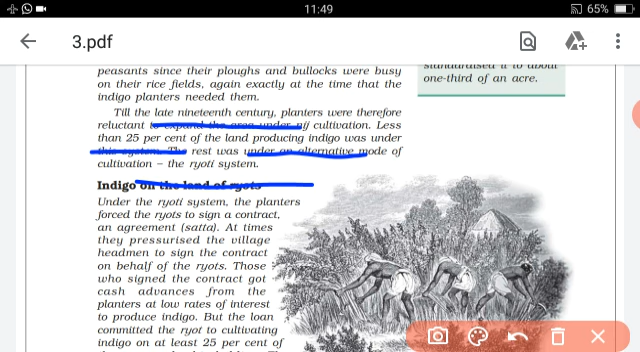 11:49
65%
3.pdf
peasants since their ploughs and bullocks were busy
on their rice fields, again exactly at the time that the
indigo planters needed them.
Till the late nineteenth century, planters were therefore
reluctant to expand the area under nij cultivation. Less
than 25 per cent of the land producing indigo was under
this system. The rest was under an alternative mode of
cultivation – the ryoti system.
Indigo on the land of ryots
Under the ryoti system, the planters
forced the ryots to sign a contract,
an agreement (satta). At times
they pressurised the village
headmen to sign the contract
on behalf of the ryots. Those
who signed the contract got
cash advances from the
planters at low rates of interest
to produce indigo. But the loan
committed the ryot to cultivating
indigo on at least 25 per cent of
standardised it to about
one-third of an acre.